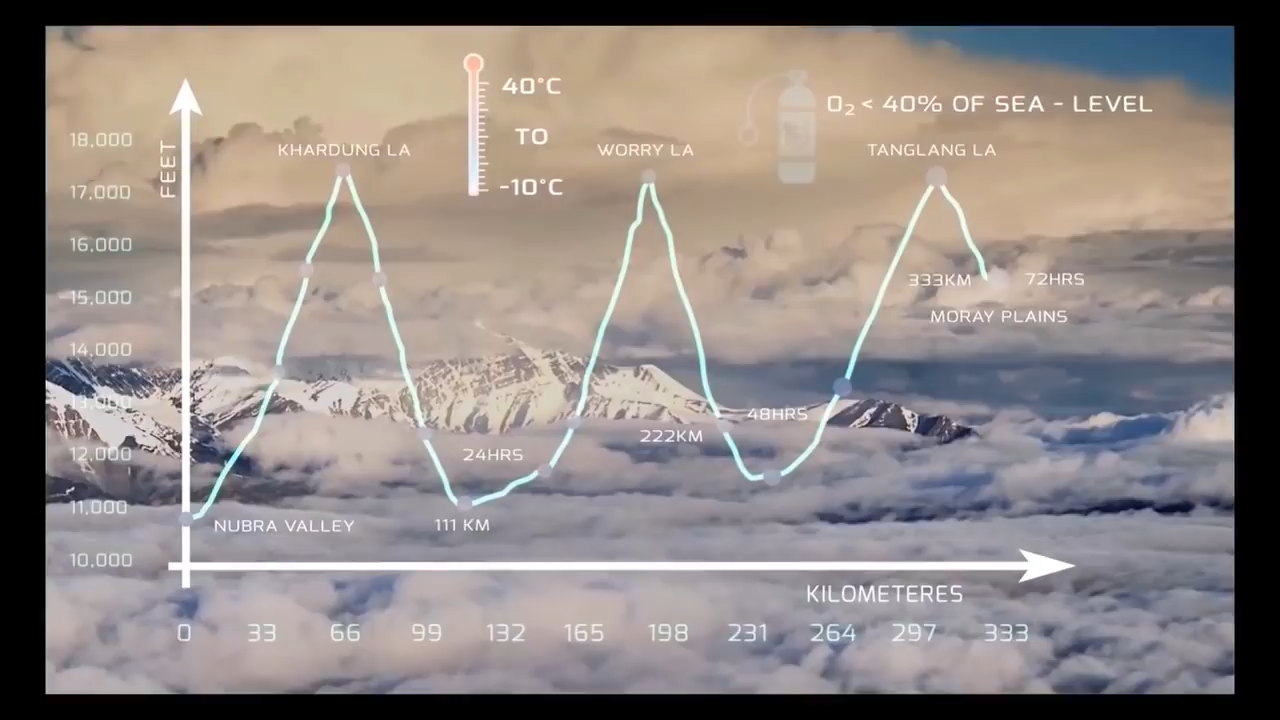 40°C
TO
-10°C
O₂ < 40% OF SEA - LEVEL
FEET
18,000
17,000
16,000
15,000
14,000
13,000
12,000
11,000
10,000
KHARDUNG LA
WORRY LA
TANGLANG LA
333KM
72HRS
MORAY PLAINS
48HRS
222KM
24HRS
NUBRA VALLEY
111 KM
KILOMETERES
0 33 66 99 132 165 198 231 264 297 333